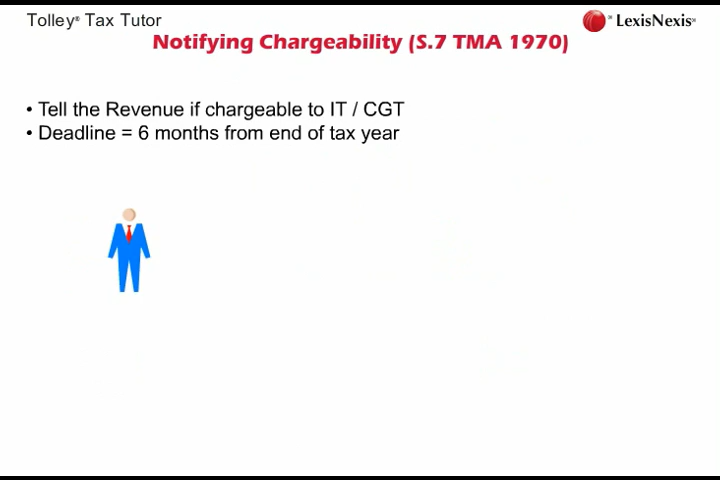 Tolley® Tax Tutor
LexisNexis®
Notifying Chargeability (S.7 TMA 1970)
• Tell the Revenue if chargeable to IT / CGT
• Deadline = 6 months from end of tax year